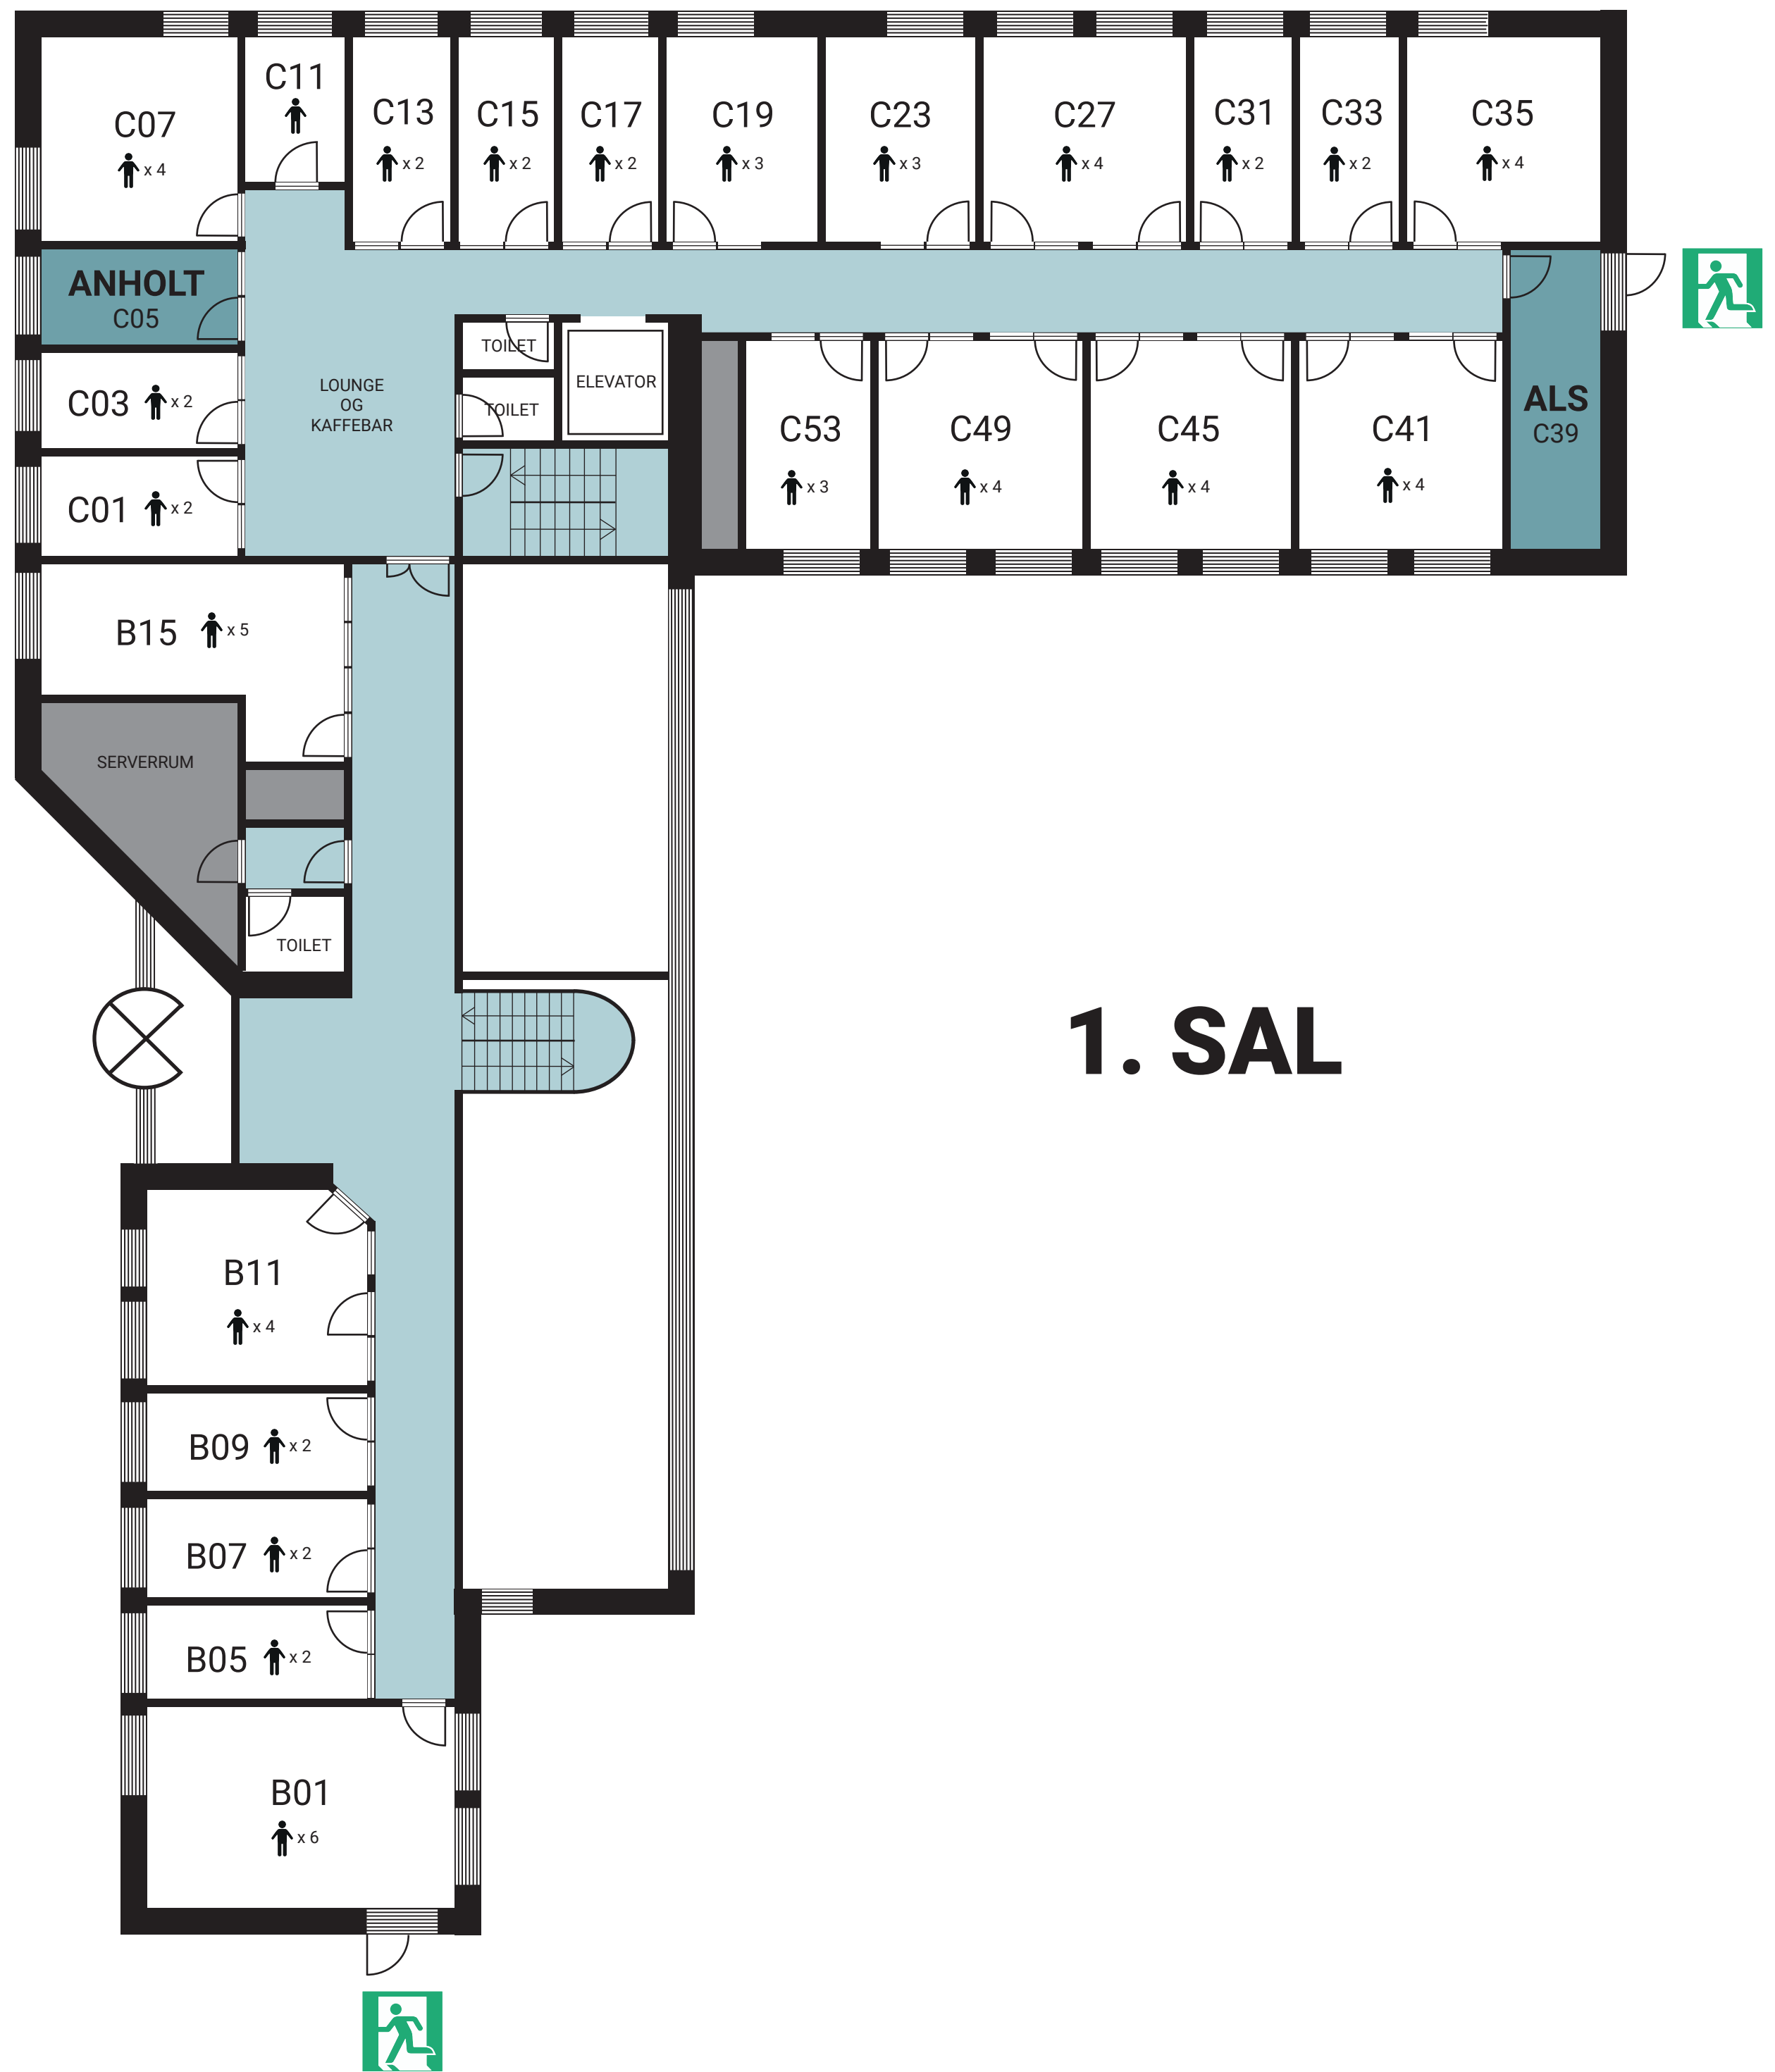 C07
x 4
C11
C13
x 2
C15
x 2
C17
x 2
C19
x 3
C23
x 3
C27
x 4
C31
x 2
C33
x 2
C35
x 4
ANHOLT
C05
C03
x 2
C01
x 2
LOUNGE
OG
KAFFEBAR
TOILET
TOILET
ELEVATOR
C53
x 3
C49
x 4
C45
x 4
C41
x 4
ALS
C39
B15
x 5
SERVERRUM
TOILET
1. SAL
B11
x 4
B09
x 2
B07
x 2
B05
x 2
B01
x 6